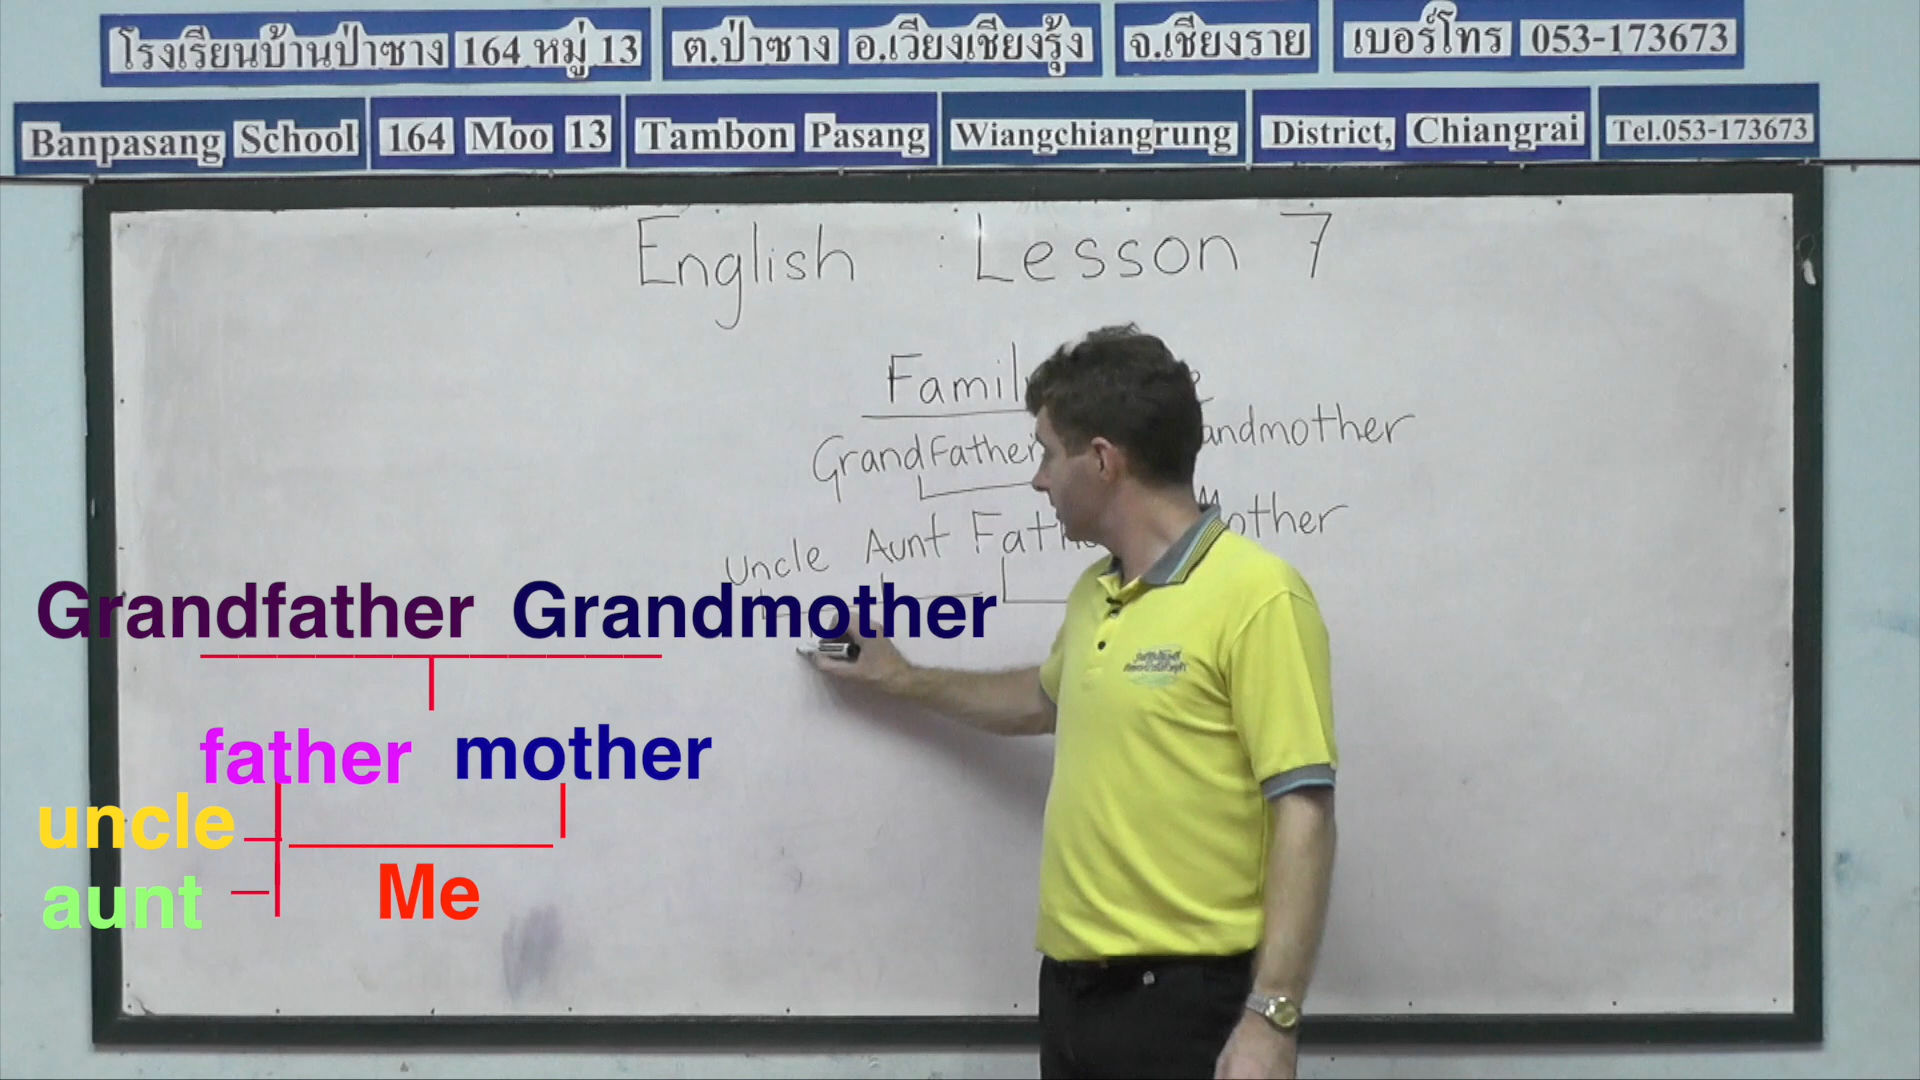 โรงเรียนบ้านป่าซาง 164 หมู่ 13 ต.ป่าซาง อ.เวียงเชียงรุ้ง จ.เชียงราย เบอร์โทร 053-173673
Banpasang School 164 Moo 13 Tambon Pasang Wiangchiangrung District, Chiangrai Tel.053-173673
English : Lesson 7
Famil
GrandFather andmother
Uncle Aunt Fath Mother
Grandfather Grandmother
father mother
uncle
aunt
Me